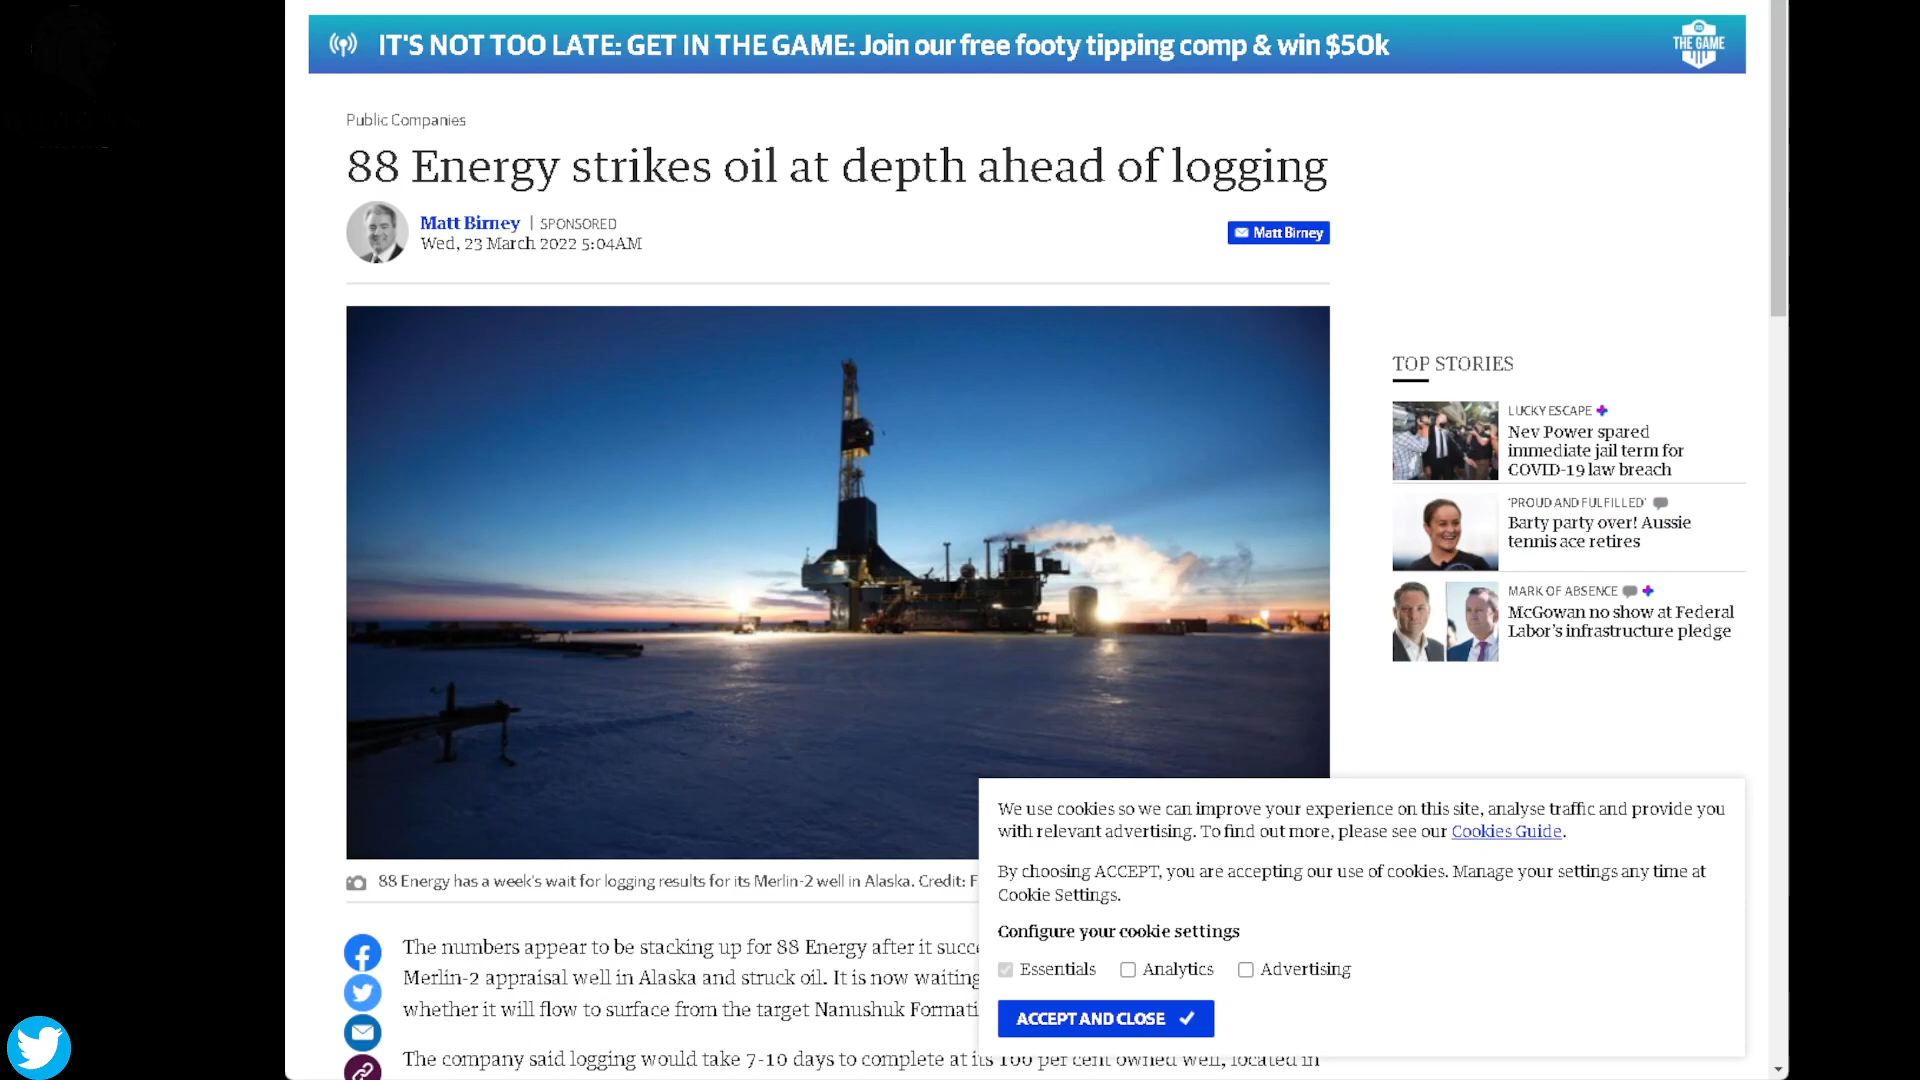 IT'S NOT TOO LATE: GET IN THE GAME: Join our free footy tipping comp & win $50k
THE GAME
Public Companies
88 Energy strikes oil at depth ahead of logging
Matt Birney | SPONSORED
Wed, 23 March 2022 5:04AM
Matt Birney
TOP STORIES
LUCKY ESCAPE
Nev Power spared
immediate jail term for
COVID-19 law breach
'PROUD AND FULFILLED'
Barty party over! Aussie
tennis ace retires
MARK OF ABSENCE
McGowan no show at Federal
Labor's infrastructure pledge
88 Energy has a week's wait for logging results for its Merlin-2 well in Alaska. Credit: F
The numbers appear to be stacking up for 88 Energy after it succe
Merlin-2 appraisal well in Alaska and struck oil. It is now waiting
whether it will flow to surface from the target Nanushuk Formati
The company said logging would take 7-10 days to complete at its 100 per cent owned well, located in
We use cookies so we can improve your experience on this site, analyse traffic and provide you
with relevant advertising. To find out more, please see our Cookies Guide.
By choosing ACCEPT, you are accepting our use of cookies. Manage your settings any time at
Cookie Settings.
Configure your cookie settings
Essentials
Analytics
Advertising
ACCEPT AND CLOSE